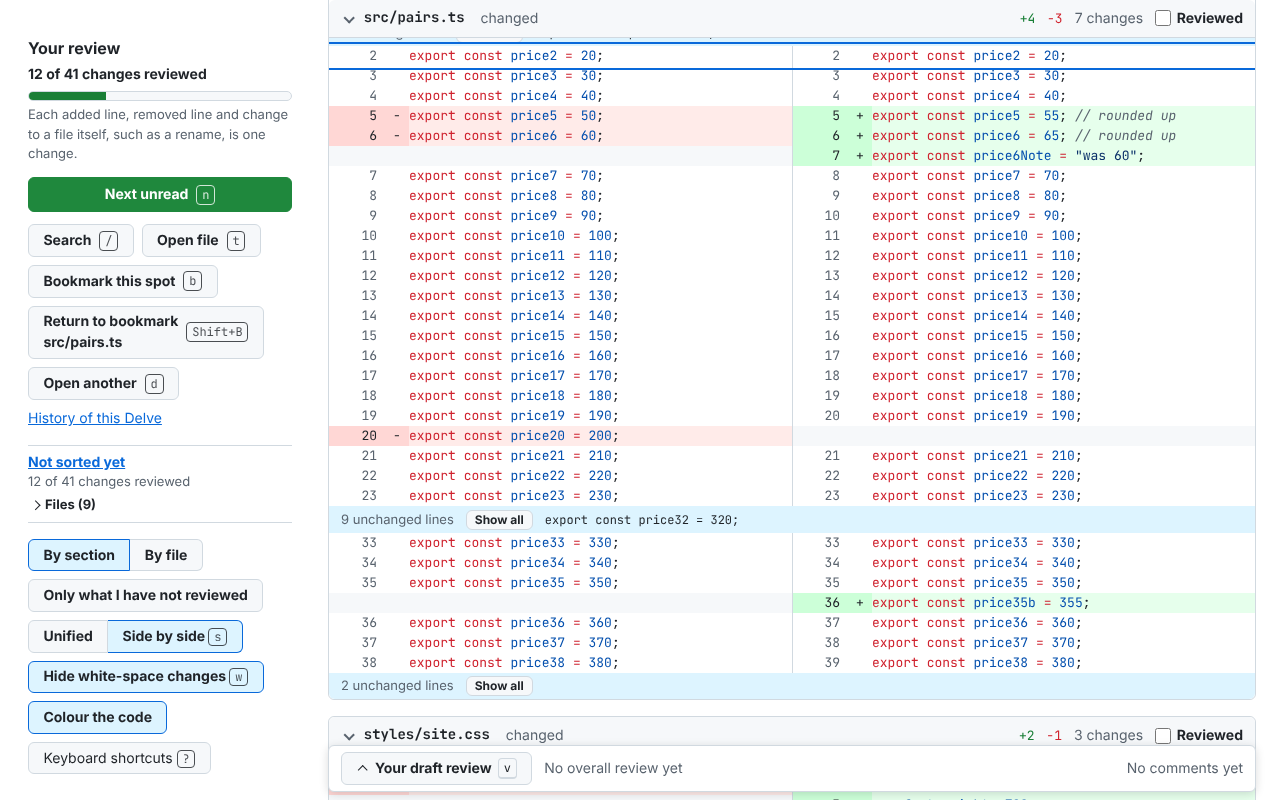 Your review
12 of 41 changes reviewed
Each added line, removed line and change
to a file itself, such as a rename, is one
change.
Next unread n
Search /
Open file t
Bookmark this spot b
Return to bookmark
src/pairs.ts Shift+B
Open another d
History of this Delve
Not sorted yet
12 of 41 changes reviewed
Files (9)
By section By file
Only what I have not reviewed
Unified Side by side s
Hide white-space changes w
Colour the code
Keyboard shortcuts ?
src/pairs.ts changed +4 -3 7 changes Reviewed
2 export const price2 = 20; 2 export const price2 = 20;
3 export const price3 = 30; 3 export const price3 = 30;
4 export const price4 = 40; 4 export const price4 = 40;
5 - export const price5 = 50; 5 + export const price5 = 55; // rounded up
6 - export const price6 = 60; 6 + export const price6 = 65; // rounded up
7 + export const price6Note = "was 60";
7 export const price7 = 70; 8 export const price7 = 70;
8 export const price8 = 80; 9 export const price8 = 80;
9 export const price9 = 90; 10 export const price9 = 90;
10 export const price10 = 100; 11 export const price10 = 100;
11 export const price11 = 110; 12 export const price11 = 110;
12 export const price12 = 120; 13 export const price12 = 120;
13 export const price13 = 130; 14 export const price13 = 130;
14 export const price14 = 140; 15 export const price14 = 140;
15 export const price15 = 150; 16 export const price15 = 150;
16 export const price16 = 160; 17 export const price16 = 160;
17 export const price17 = 170; 18 export const price17 = 170;
18 export const price18 = 180; 19 export const price18 = 180;
19 export const price19 = 190; 20 export const price19 = 190;
20 - export const price20 = 200;
21 export const price21 = 210; 21 export const price21 = 210;
22 export const price22 = 220; 22 export const price22 = 220;
23 export const price23 = 230; 23 export const price23 = 230;
9 unchanged lines Show all export const price32 = 320;
33 export const price33 = 330; 33 export const price33 = 330;
34 export const price34 = 340; 34 export const price34 = 340;
35 export const price35 = 350; 35 export const price35 = 350;
36 + export const price35b = 355;
36 export const price36 = 360; 37 export const price36 = 360;
37 export const price37 = 370; 38 export const price37 = 370;
38 export const price38 = 380; 39 export const price38 = 380;
2 unchanged lines Show all
styles/site.css changed +2 -1 3 changes Reviewed
Your draft review v No overall review yet No comments yet